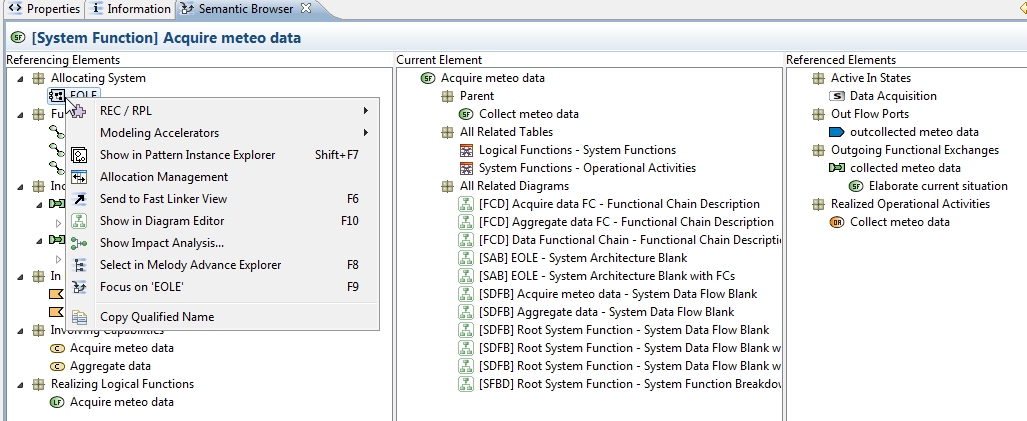 Properties Information Semantic Browser
[System Function] Acquire meteo data
Referencing Elements
Allocating System
EOLE
Fu
Inc
In
Involving Capabilities
Acquire meteo data
Aggregate data
Realizing Logical Functions
Acquire meteo data
REC / RPL
Modeling Accelerators
Show in Pattern Instance Explorer Shift+F7
Allocation Management
Send to Fast Linker View F6
Show in Diagram Editor F10
Show Impact Analysis...
Select in Melody Advance Explorer F8
Focus on 'EOLE' F9
Copy Qualified Name
Current Element
Acquire meteo data
Parent
Collect meteo data
All Related Tables
Logical Functions - System Functions
System Functions - Operational Activities
All Related Diagrams
[FCD] Acquire data FC - Functional Chain Description
[FCD] Aggregate data FC - Functional Chain Description
[FCD] Data Functional Chain - Functional Chain Descripti
[SAB] EOLE - System Architecture Blank
[SAB] EOLE - System Architecture Blank with FCs
[SDFB] Acquire meteo data - System Data Flow Blank
[SDFB] Aggregate data - System Data Flow Blank
[SDFB] Root System Function - System Data Flow Blank
[SDFB] Root System Function - System Data Flow Blank w
[SDFB] Root System Function - System Data Flow Blank w
[SFBD] Root System Function - System Function Breakdow
Referenced Elements
Active In States
Data Acquisition
Out Flow Ports
outcollected meteo data
Outgoing Functional Exchanges
collected meteo data
Elaborate current situation
Realized Operational Activities
Collect meteo data